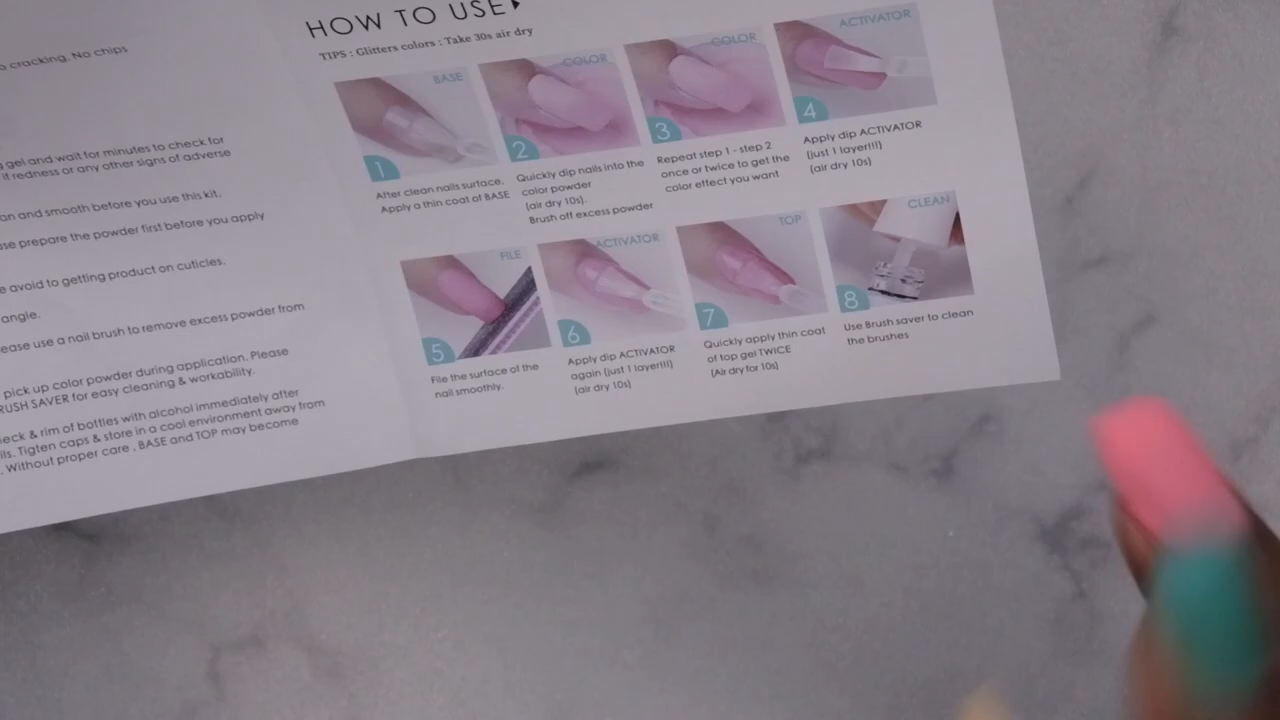 o cracking, No chips
gel and wait for minutes to check for
it redness or any other signs of adverse
an and smooth before you use this kit.
se prepare the powder first before you apply
e avoid to getting product on cuticles.
angle.
ease use a nail brush to remove excess powder from
pick up color powder during application. Please
RUSH SAVER for easy cleaning & workability.
eck & rim of bottles with alcohol immediately after
ils. Tigten caps & store in a cool environment away from
. Without proper care , BASE and TOP may become
HOW TO USE
TIPS : Glitters colors : Take 30s air dry
BASE
1
After clean nails surface,
Apply a thin coat of BASE
COLOR
2
Quickly dip nails into the
color powder
(air dry 10s).
Brush off excess powder
COLOR
3
Repeat step 1 - step 2
once or twice to get the
color effect you want
ACTIVATOR
4
Apply dip ACTIVATOR
(just 1 layer!!!)
(air dry 10s)
FILE
5
File the surface of the
nail smoothly.
ACTIVATOR
6
Apply dip ACTIVATOR
again (just 1 layer!!!)
(air dry 10s)
TOP
7
Quickly apply thin coat
of top gel TWICE
(Air dry for 10s)
CLEAN
8
Use Brush saver to clean
the brushes